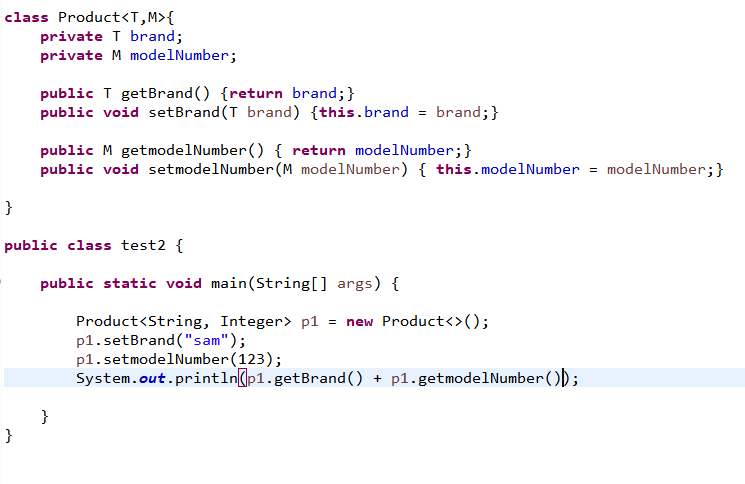 class Product<T,M>{
    private T brand;
    private M modelNumber;

    public T getBrand() {return brand;}
    public void setBrand(T brand) {this.brand = brand;}

    public M getmodelNumber() { return modelNumber;}
    public void setmodelNumber(M modelNumber) { this.modelNumber = modelNumber;}

}

public class test2 {

    public static void main(String[] args) {

        Product<String, Integer> p1 = new Product<>();
        p1.setBrand("sam");
        p1.setmodelNumber(123);
        System.out.println(p1.getBrand() + p1.getmodelNumber());

    }
}